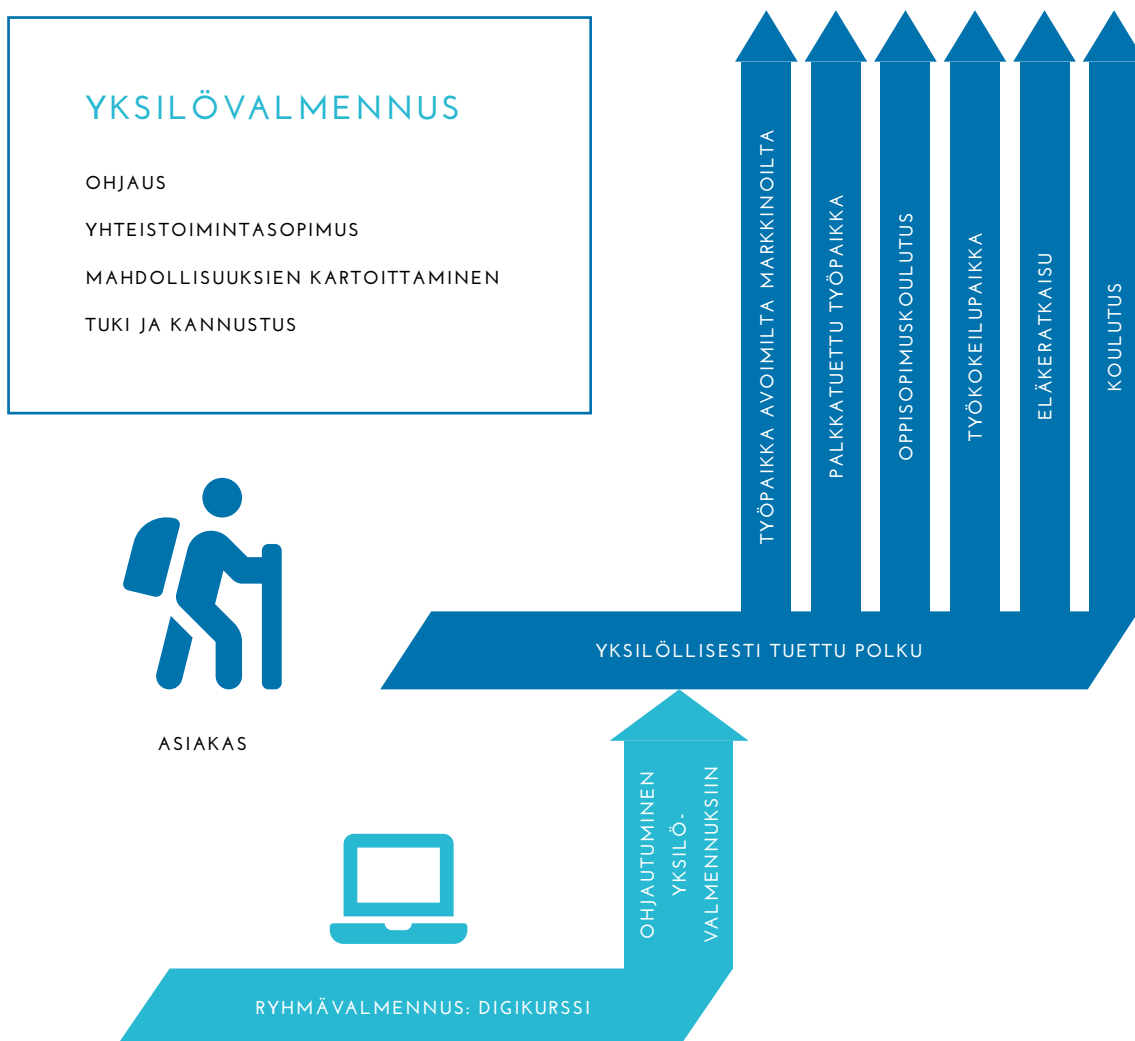 YKSILÖVALMENNUS
OHJAUS
YHTEISTOIMINTASOPIMUS
MAHDOLLISUUKSIEN KARTOITTAMINEN
TUKI JA KANNUSTUS
TYÖPAIKKA AVOIMILTA MARKKINOILTA
PALKKATUETTU TYÖPAIKKA
OPPISOPIMUSKOULUTUS
TYÖKOKEILUPAIKKA
ELÄKERATKAISU
KOULUTUS
YKSILÖLLISESTI TUETTU POLKU
ASIAKAS
OHJAUTUMINEN
YKSILÖ-
VALMENNUKSIIN
RYHMÄVALMENNUS: DIGIKURSSI